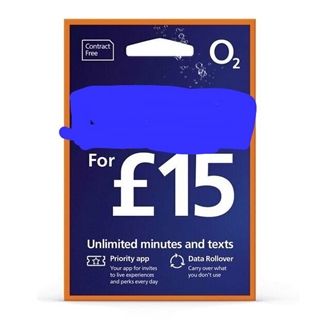 Contract
Free
O2
For
£15
Unlimited minutes and texts
Priority app
Your app for invites
to live experiences
and perks every day
Data Rollover
Carry over what
you don't use